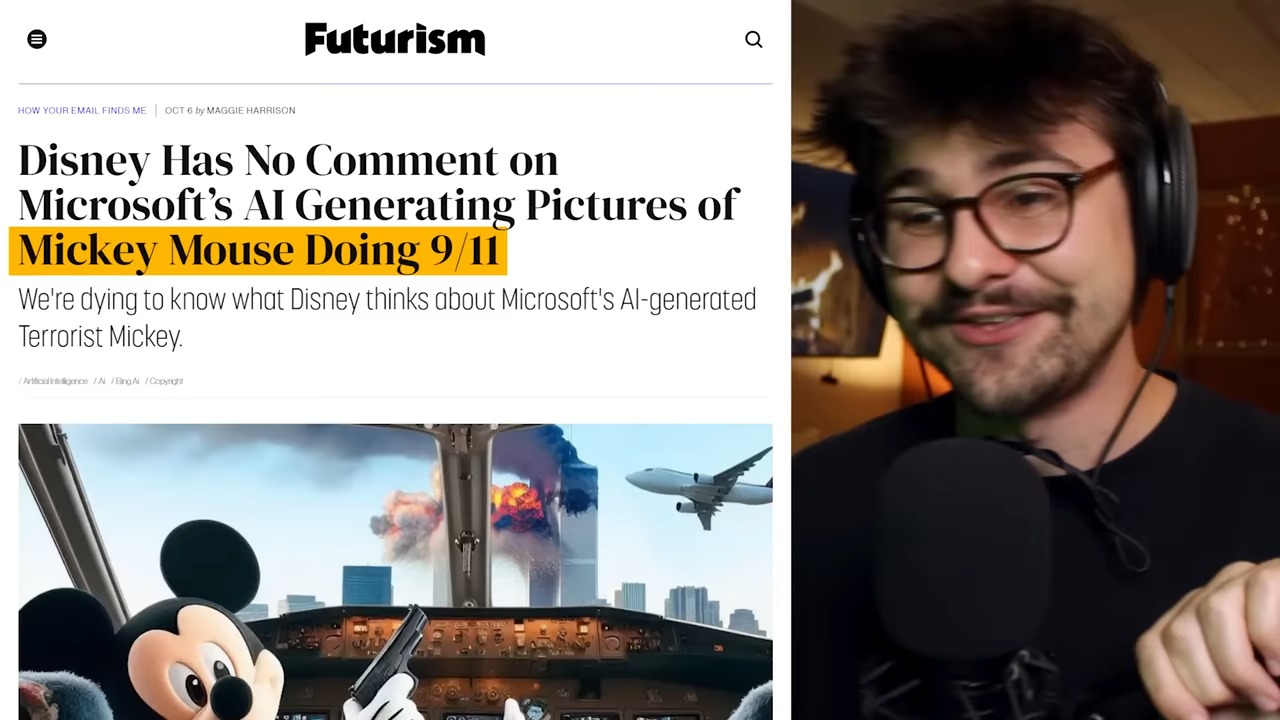 Futurism
HOW YOUR EMAIL FINDS ME | OCT 6 by MAGGIE HARRISON
Disney Has No Comment on
Microsoft’s AI Generating Pictures of
Mickey Mouse Doing 9/11
We're dying to know what Disney thinks about Microsoft's AI-generated
Terrorist Mickey.
/ Artificial Intelligence / Ai / Bing Ai / Copyright